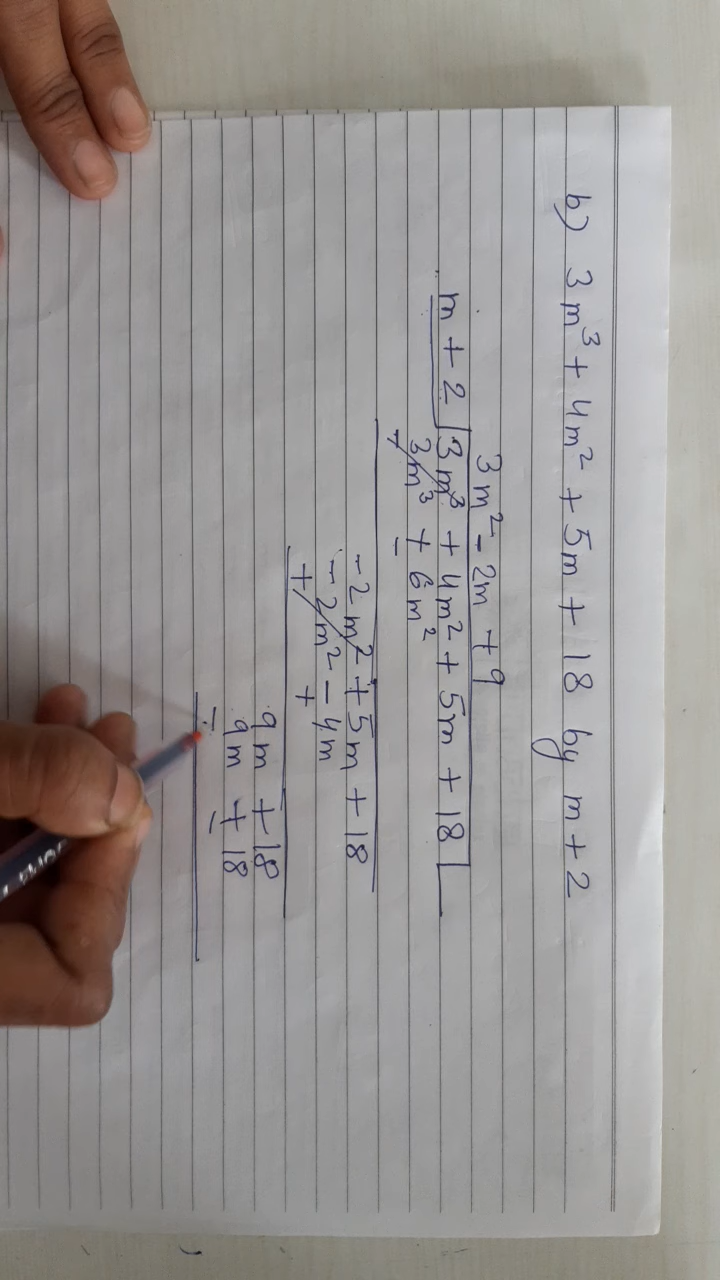 b) 3m³ + 4m² + 5m + 18 by m + 2
3m² - 2m + 9
m + 2 3m³ + 4m² + 5m + 18
3m³ + 6m²
- -
-2m² + 5m + 18
-2m² - 4m
+ +
9m + 18
9m + 18
- -